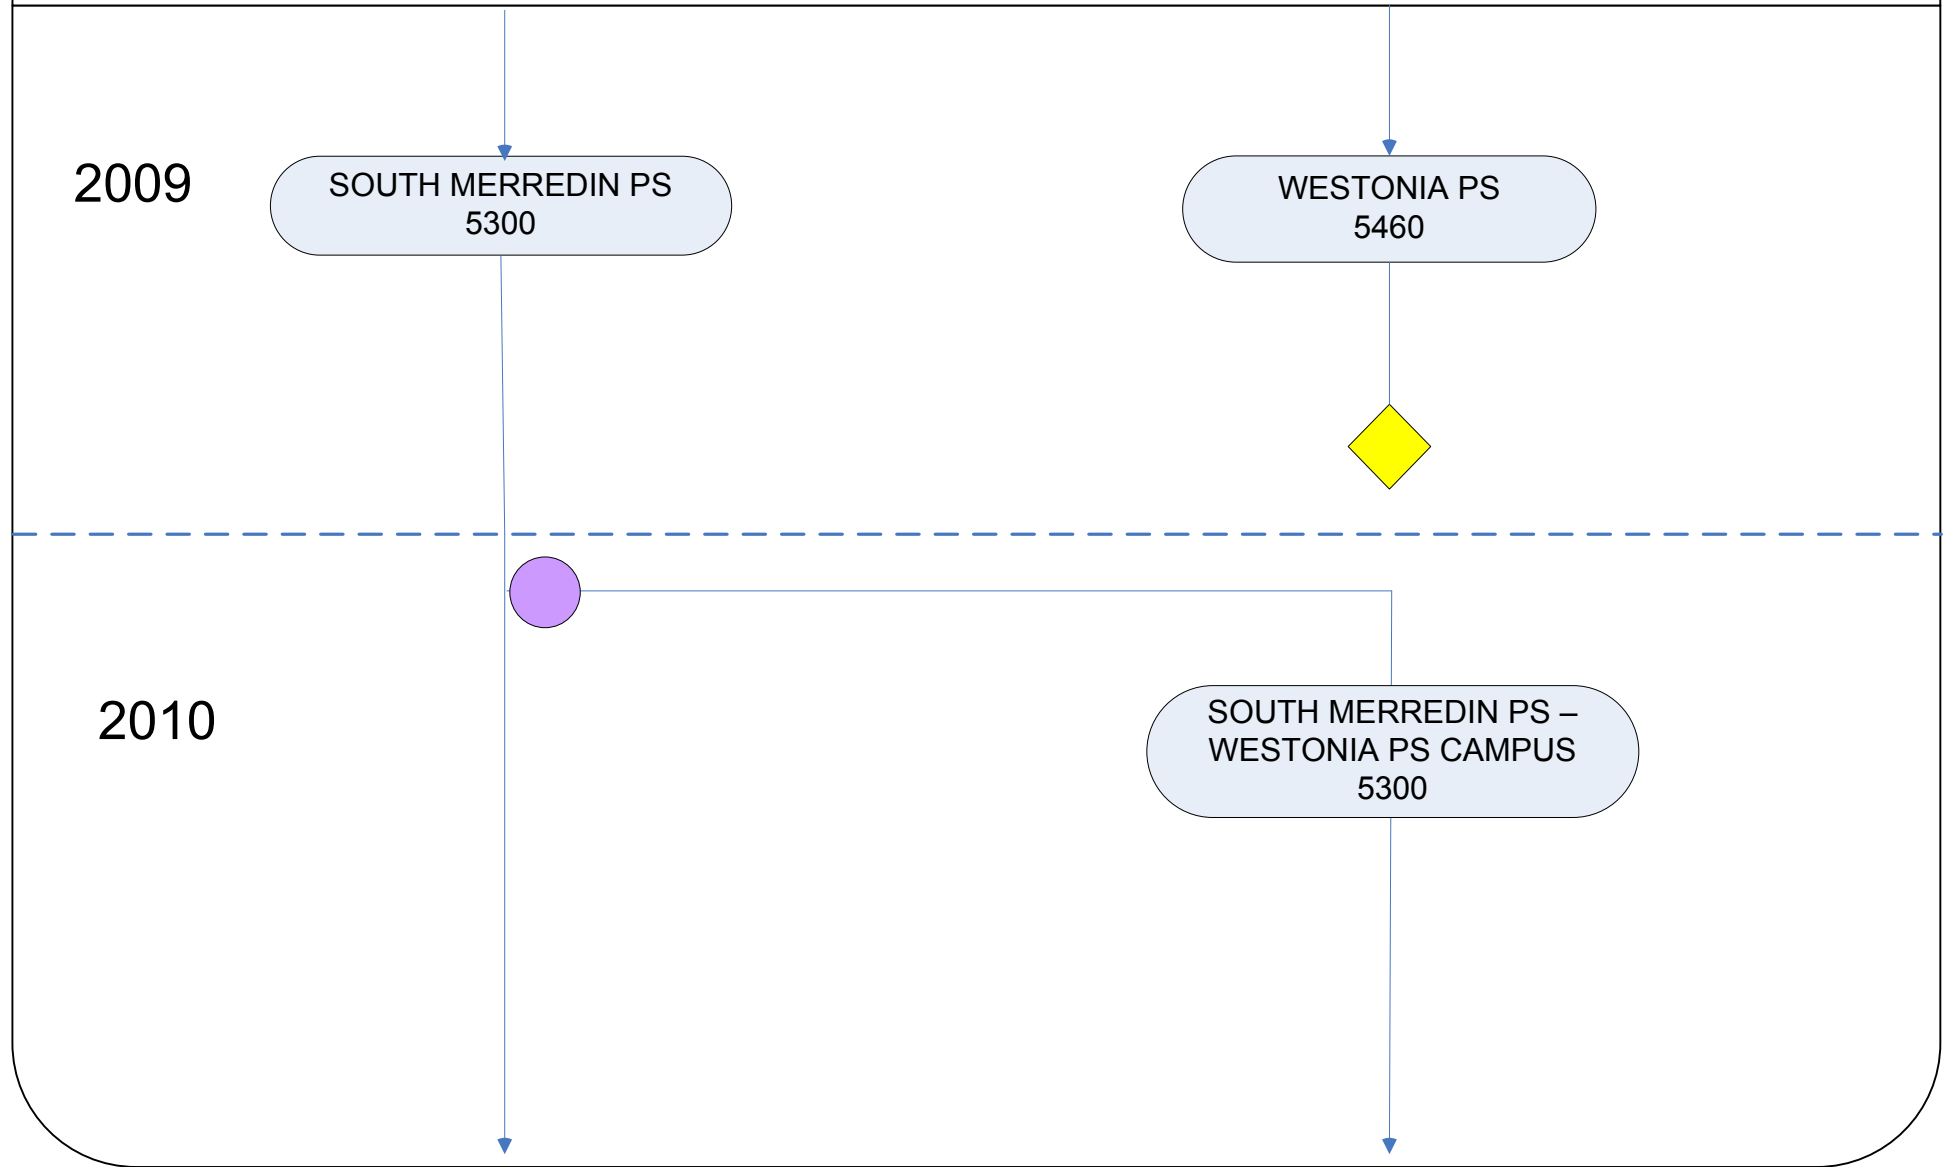 2009
SOUTH MERREDIN PS
5300
WESTONIA PS
5460
2010
SOUTH MERREDIN PS –
WESTONIA PS CAMPUS
5300